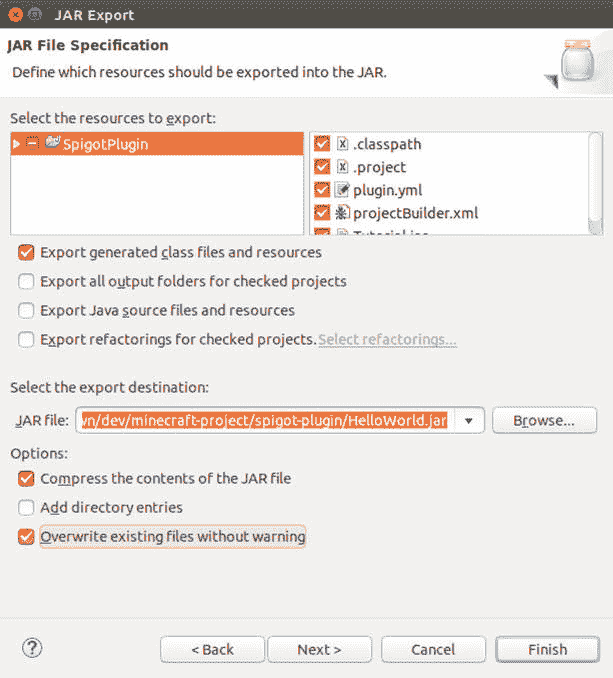 JAR Export
JAR File Specification
Define which resources should be exported into the JAR.
Select the resources to export:
SpigotPlugin
.classpath
.project
plugin.yml
projectBuilder.xml
Export generated class files and resources
Export all output folders for checked projects
Export Java source files and resources
Export refactorings for checked projects. Select refactorings...
Select the export destination:
JAR file: /dev/minecraft-project/spigot-plugin/HelloWorld.jar Browse...
Options:
Compress the contents of the JAR file
Add directory entries
Overwrite existing files without warning
? < Back Next > Cancel Finish